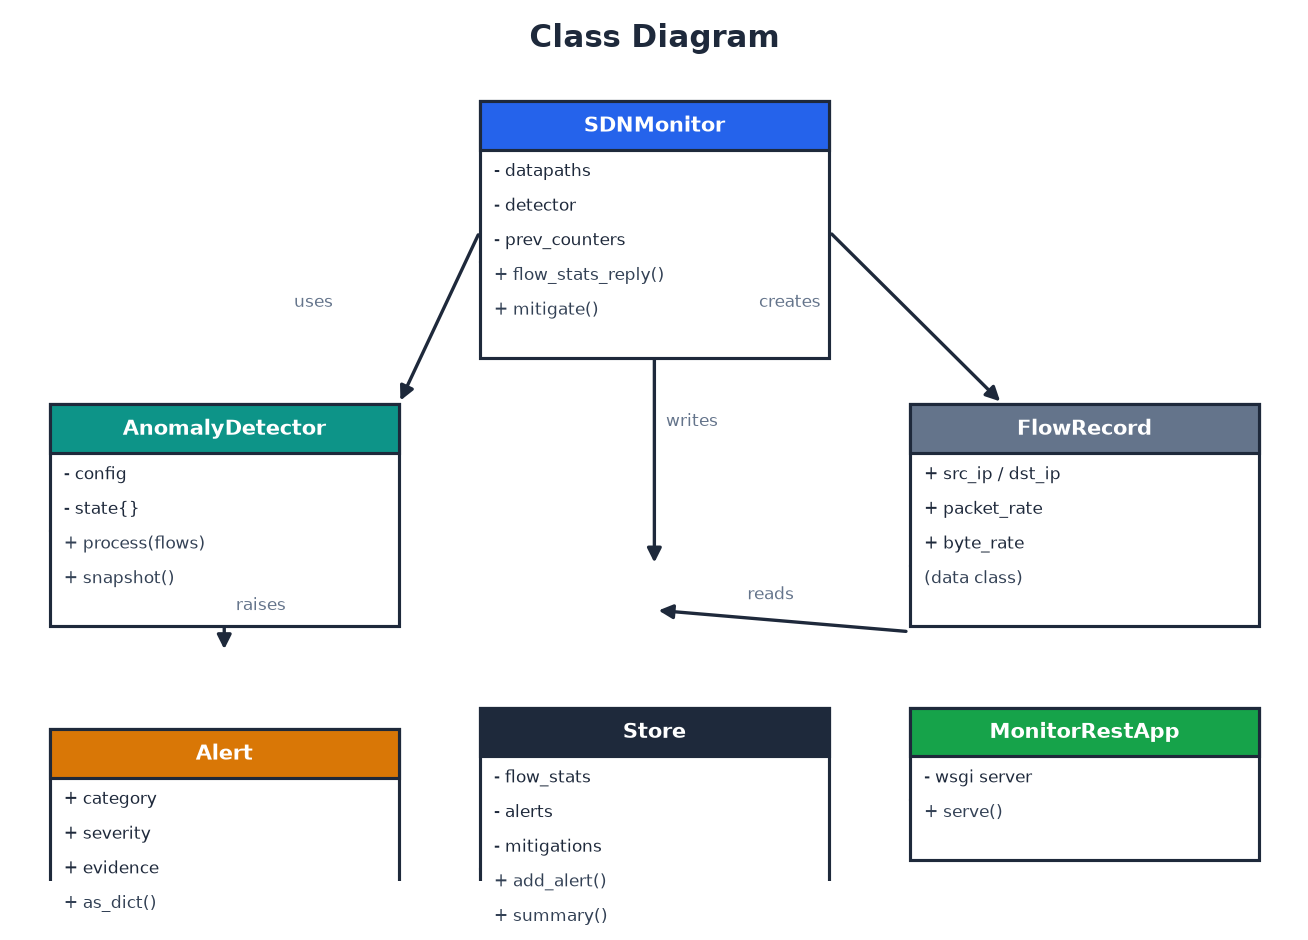 Class Diagram
SDNMonitor
- datapaths
- detector
- prev_counters
+ flow_stats_reply()
+ mitigate()
uses
creates
writes
AnomalyDetector
- config
- state{}
+ process(flows)
+ snapshot()
raises
FlowRecord
+ src_ip / dst_ip
+ packet_rate
+ byte_rate
(data class)
reads
Alert
+ category
+ severity
+ evidence
+ as_dict()
Store
- flow_stats
- alerts
- mitigations
+ add_alert()
+ summary()
MonitorRestApp
- wsgi server
+ serve()